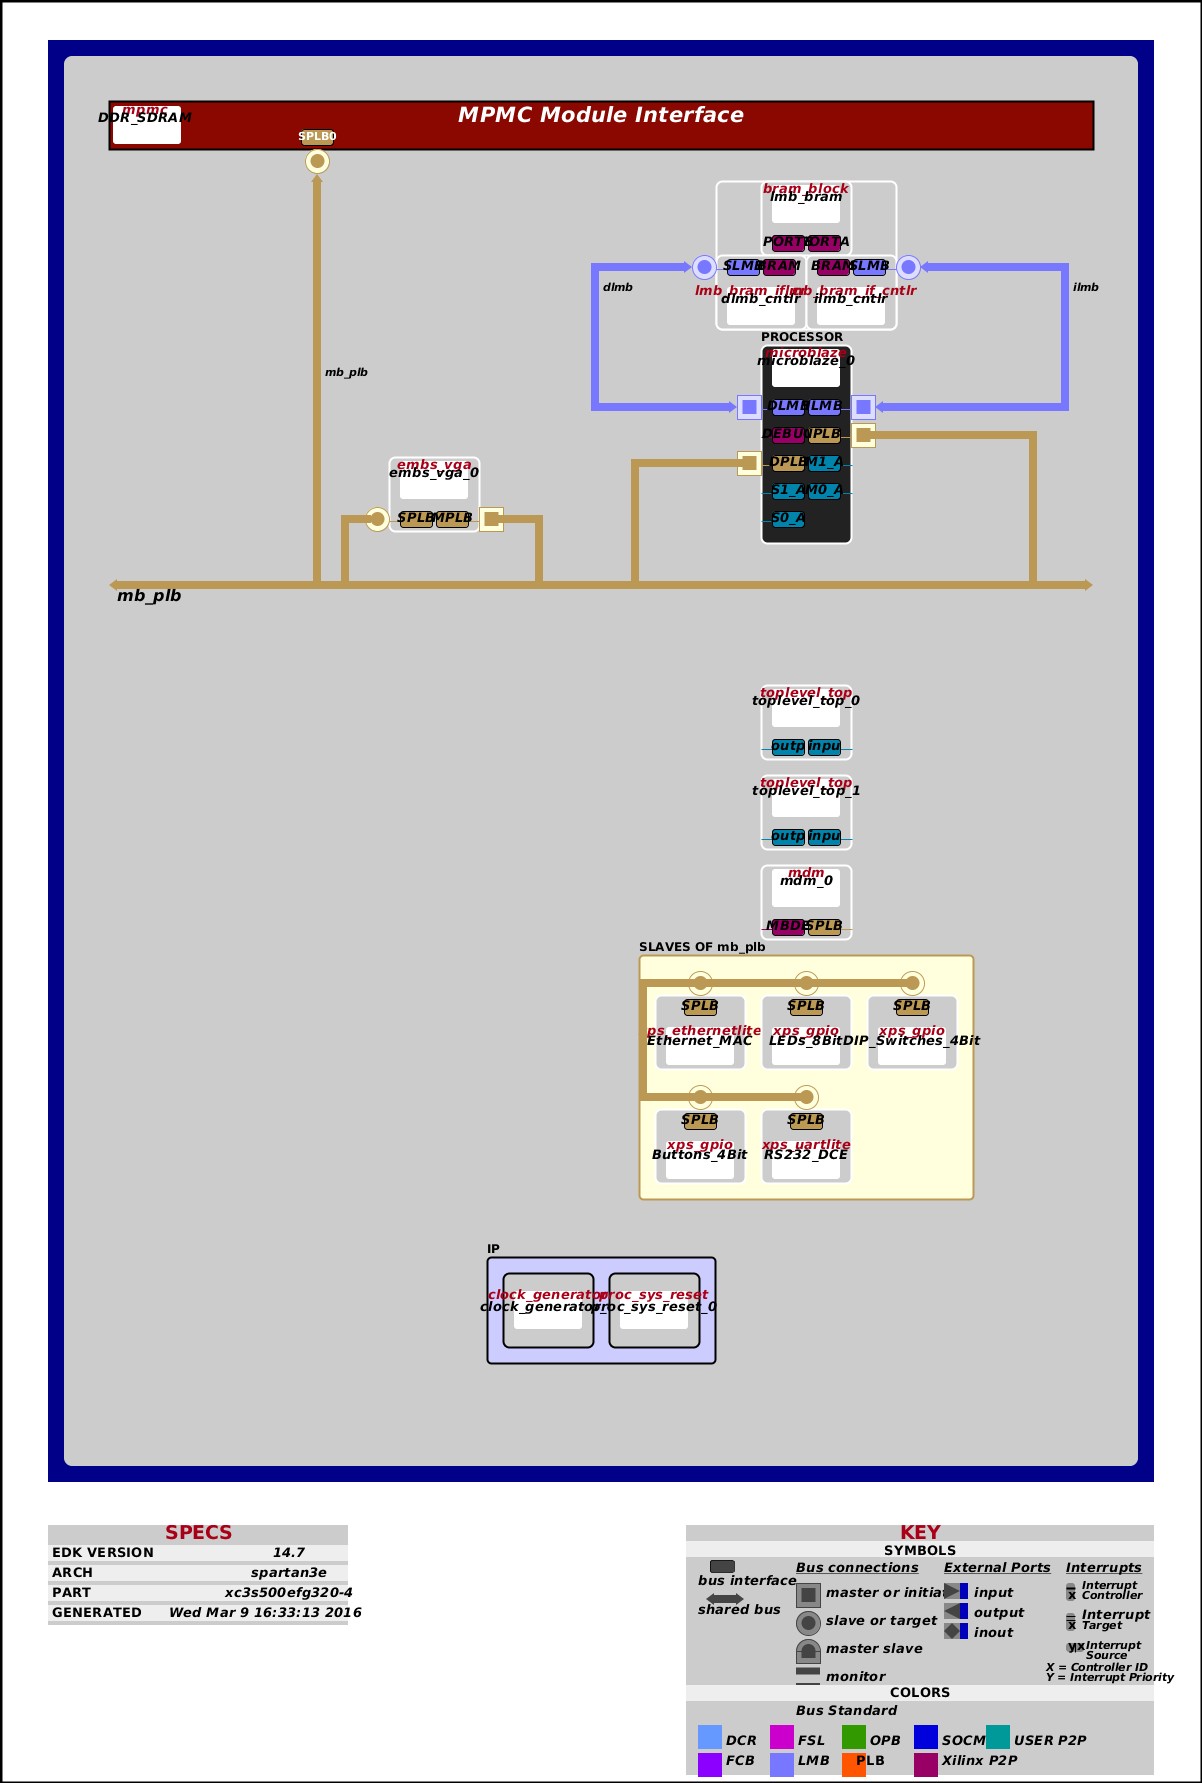 MPMC Module Interface
mpmc
DDR_SDRAM
SPLB0
bram_block
lmb_bram
PORTA
SLMB
BRAM
BRAM
SLMB
lmb_bram_if_cntlr
dlmb_cntlr
ilmb_cntlr
dlmb
ilmb
PROCESSOR
microblaze
microblaze_0
mb_plb
DLMB
ILMB
DEBUG
IPLB
DPLB
M1_A
S1_A
M0_A
S0_A
embs_vga
embs_vga_0
SPLB
MPLB
mb_plb
toplevel_top
toplevel_top_0
outp
inpu
toplevel_top
toplevel_top_1
outp
inpu
mdm
mdm_0
MBDE
SPLB
SLAVES OF mb_plb
SPLB
SPLB
SPLB
ps_ethernetlite
xps_gpio
xps_gpio
Ethernet_MAC
LEDs_8Bit
DIP_Switches_4Bit
SPLB
SPLB
xps_gpio
xps_uartlite
Buttons_4Bit
RS232_DCE
IP
clock_generator
proc_sys_reset
clock_generator
proc_sys_reset_0
SPECS
EDK VERSION 14.7
ARCH spartan3e
PART xc3s500efg320-4
GENERATED Wed Mar 9 16:33:13 2016
KEY
SYMBOLS
Bus connections
External Ports
Interrupts
bus interface
shared bus
master or initiat
slave or target
master slave
monitor
input
output
inout
Interrupt
Controller
Interrupt
Target
Interrupt
Source
X = Controller ID
Y = Interrupt Priority
COLORS
Bus Standard
DCR FSL OPB SOCM USER P2P
FCB LMB PLB Xilinx P2P